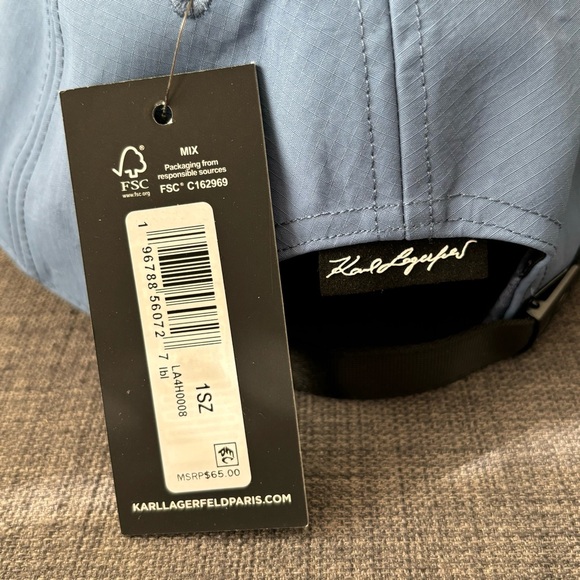 MIX
Packaging from
responsible sources
FSC® C162969
FSC
www.fsc.org
1 96788 56072 7
lbl
LA4H0008
1SZ
MSRP$65.00
KARLLAGERFELDPARIS.COM
Karl Lagerfeld